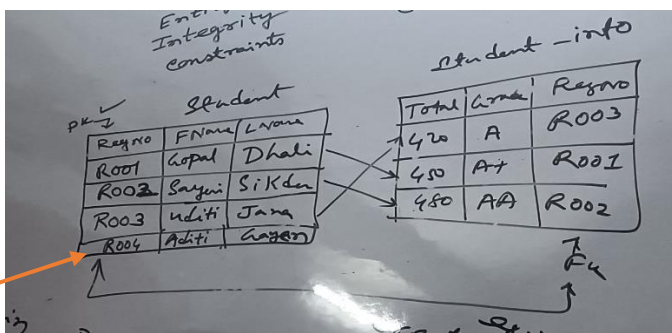 Entity
Integrity
constraints
Student
PK
RegNo FName LName
R001 Gopal Dhali
R002 Sayani Sikder
R003 Uditi Jana
R004 Aditi Gayen
Student_info
Total Grade RegNo
420 A R003
450 A+ R001
480 AA R002
FK